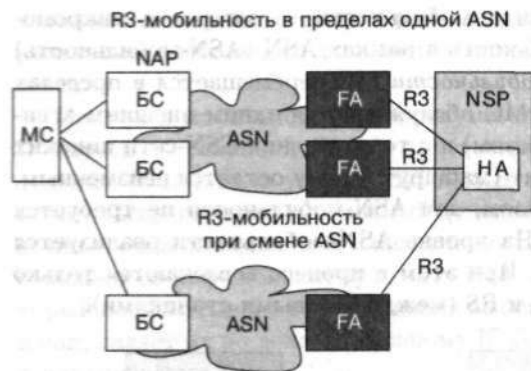 R3-мобильность в пределах одной ASN
NAP
МС
БС
БС
ASN
FA
FA
R3
R3
NSP
HA
R3-мобильность
при смене ASN
R3
БС
ASN
FA